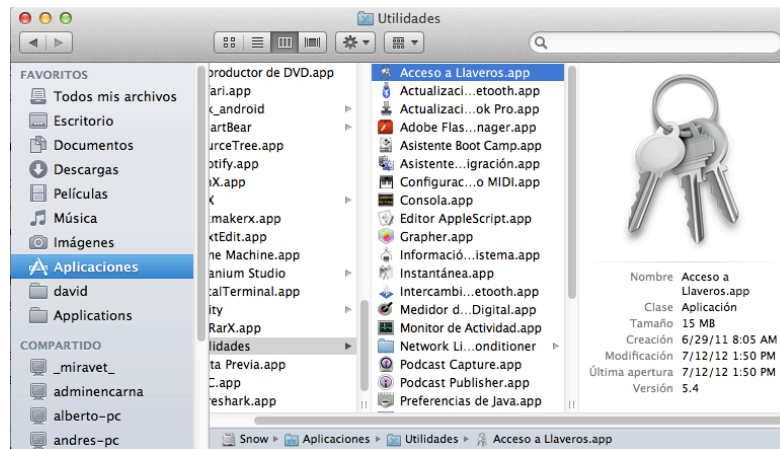 Utilidades
FAVORITOS
Todos mis archivos
Escritorio
Documentos
Descargas
Películas
Música
Imágenes
Aplicaciones
david
Applications
COMPARTIDO
_miravet_
adminencarna
alberto-pc
andres-pc
productor de DVD.app
fari.app
k_android
artBear
urceTree.app
otify.app
nX.app
X
kmakerx.app
xtEdit.app
ne Machine.app
anium Studio
talTerminal.app
ity
RarX.app
lidades
ta Previa.app
C.app
reshark.app
Acceso a Llaveros.app
Actualizaci...etooth.app
Actualizaci...ok Pro.app
Adobe Flas...nager.app
Asistente Boot Camp.app
Asistente...igración.app
Configurac...o MIDI.app
Consola.app
Editor AppleScript.app
Grapher.app
Informació...istema.app
Instantánea.app
Intercambi...etooth.app
Medidor d...Digital.app
Monitor de Actividad.app
Network Li...onditioner
Podcast Capture.app
Podcast Publisher.app
Preferencias de Java.app
Nombre Acceso a
Llaveros.app
Clase Aplicación
Tamaño 15 MB
Creación 6/29/11 8:05 AM
Modificación 7/12/12 1:50 PM
Última apertura 7/12/12 1:50 PM
Versión 5.4
Snow ▸ Aplicaciones ▸ Utilidades ▸ Acceso a Llaveros.app